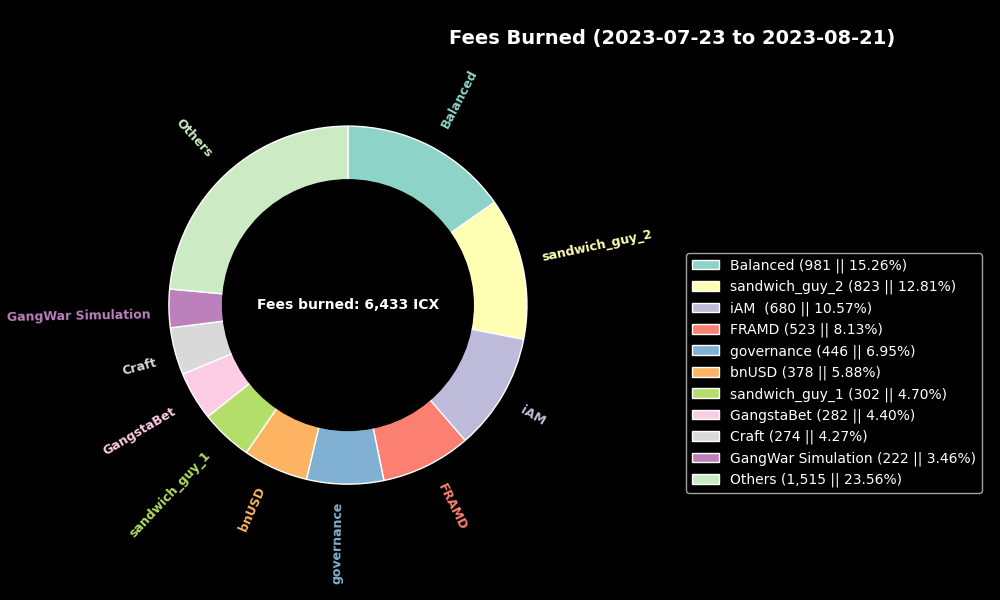 Fees Burned (2023-07-23 to 2023-08-21)
Balanced
Others
sandwich_guy_2
Fees burned: 6,433 ICX
GangWar Simulation
Craft
GangstaBet
iAM
sandwich_guy_1
bnUSD
governance
FRAMD
Balanced (981 || 15.26%)
sandwich_guy_2 (823 || 12.81%)
iAM  (680 || 10.57%)
FRAMD (523 || 8.13%)
governance (446 || 6.95%)
bnUSD (378 || 5.88%)
sandwich_guy_1 (302 || 4.70%)
GangstaBet (282 || 4.40%)
Craft (274 || 4.27%)
GangWar Simulation (222 || 3.46%)
Others (1,515 || 23.56%)